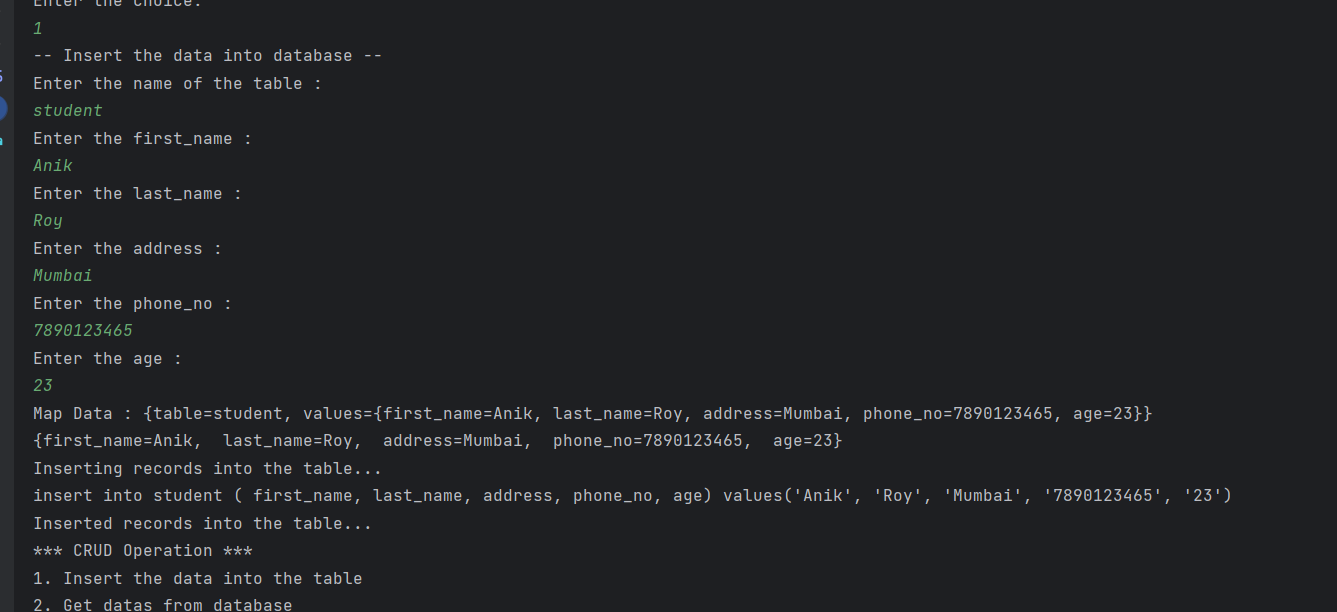 Enter the choice:
1
-- Insert the data into database --
Enter the name of the table :
student
Enter the first_name :
Anik
Enter the last_name :
Roy
Enter the address :
Mumbai
Enter the phone_no :
7890123465
Enter the age :
23
Map Data : {table=student, values={first_name=Anik, last_name=Roy, address=Mumbai, phone_no=7890123465, age=23}}
{first_name=Anik,  last_name=Roy,  address=Mumbai,  phone_no=7890123465,  age=23}
Inserting records into the table...
insert into student ( first_name, last_name, address, phone_no, age) values('Anik', 'Roy', 'Mumbai', '7890123465', '23')
Inserted records into the table...
*** CRUD Operation ***
1. Insert the data into the table
2. Get datas from database